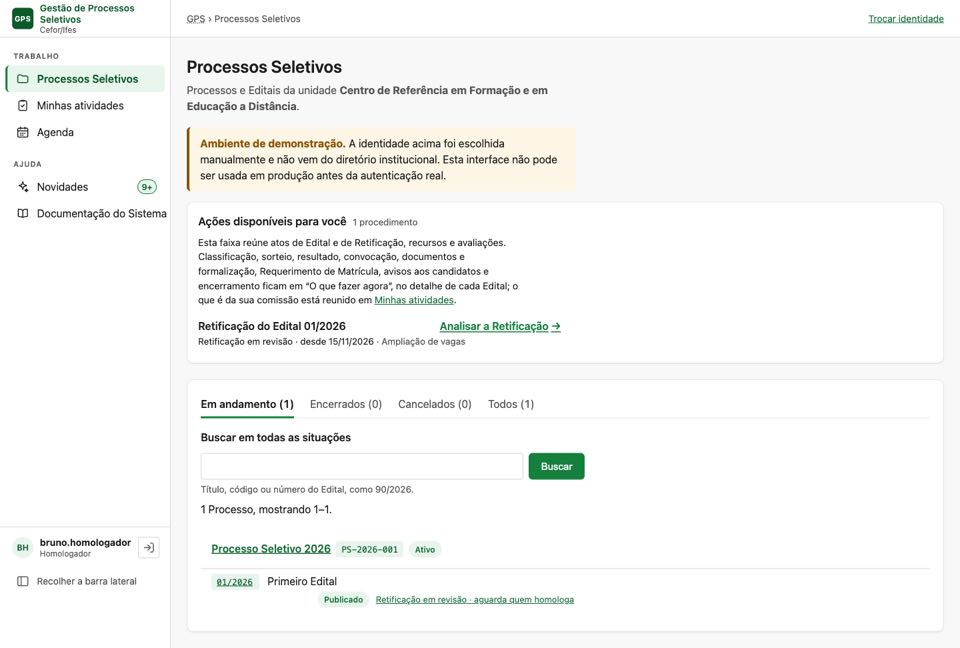 GPS
Gestão de Processos
Seletivos
Cefor/Ifes
GPS › Processos Seletivos
Trocar identidade
TRABALHO
Processos Seletivos
Minhas atividades
Agenda
AJUDA
Novidades
9+
Documentação do Sistema
BH
bruno.homologador
Homologador
Recolher a barra lateral
Processos Seletivos
Processos e Editais da unidade Centro de Referência em Formação e em
Educação a Distância.
Ambiente de demonstração. A identidade acima foi escolhida
manualmente e não vem do diretório institucional. Esta interface não pode
ser usada em produção antes da autenticação real.
Ações disponíveis para você 1 procedimento
Esta faixa reúne atos de Edital e de Retificação, recursos e avaliações.
Classificação, sorteio, resultado, convocação, documentos e
formalização, Requerimento de Matrícula, avisos aos candidatos e
encerramento ficam em “O que fazer agora”, no detalhe de cada Edital; o
que é da sua comissão está reunido em Minhas atividades.
Retificação do Edital 01/2026
Analisar a Retificação →
Retificação em revisão · desde 15/11/2026 · Ampliação de vagas
Em andamento (1) Encerrados (0) Cancelados (0) Todos (1)
Buscar em todas as situações
Buscar
Título, código ou número do Edital, como 90/2026.
1 Processo, mostrando 1–1.
Processo Seletivo 2026 PS-2026-001 Ativo
01/2026 Primeiro Edital
Publicado Retificação em revisão · aguarda quem homologa